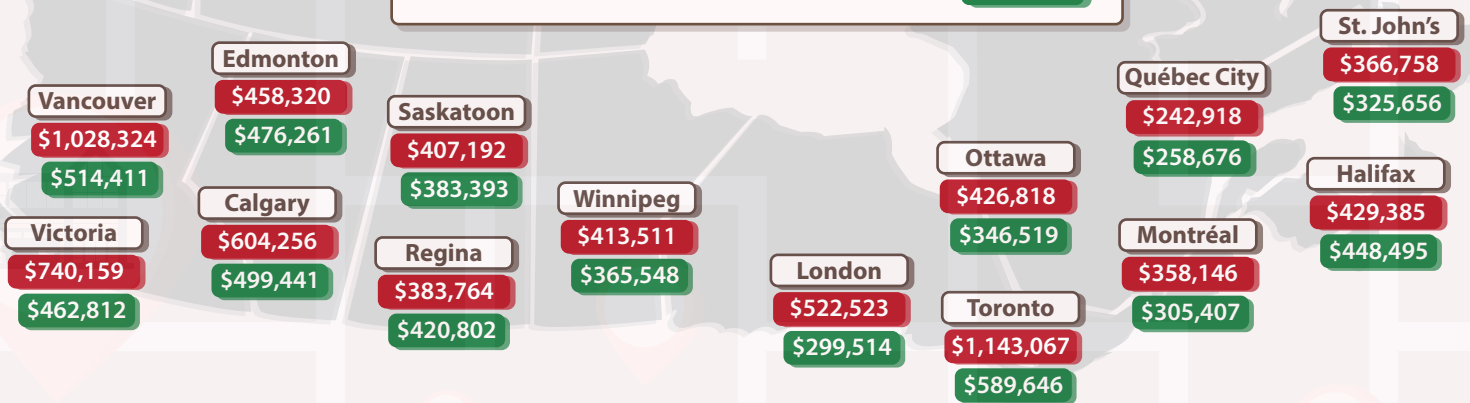 Vancouver
$1,028,324
$514,411
Victoria
$740,159
$462,812
Edmonton
$458,320
$476,261
Calgary
$604,256
$499,441
Saskatoon
$407,192
$383,393
Regina
$383,764
$420,802
Winnipeg
$413,511
$365,548
London
$522,523
$299,514
Ottawa
$426,818
$346,519
Toronto
$1,143,067
$589,646
Québec City
$242,918
$258,676
Montréal
$358,146
$305,407
St. John's
$366,758
$325,656
Halifax
$429,385
$448,495